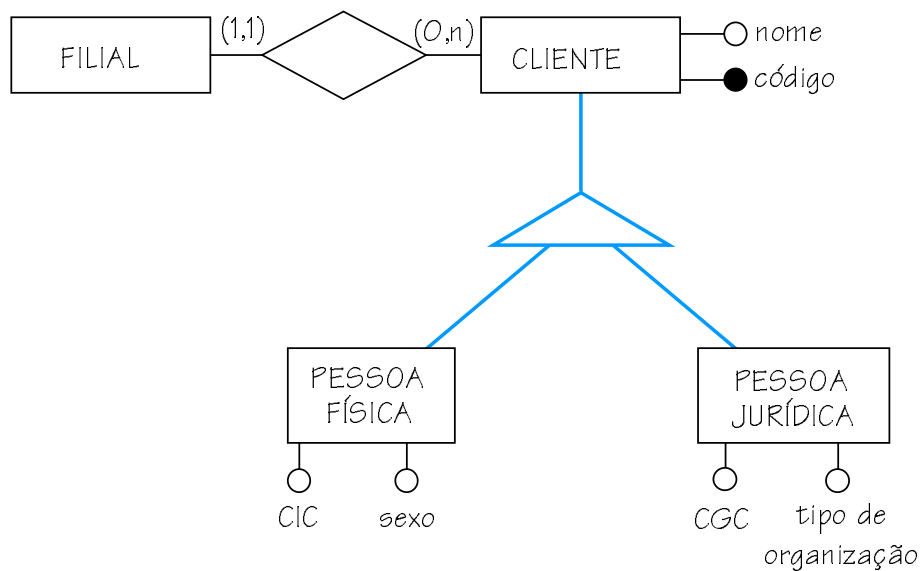 FILIAL
(1,1)
(0,n)
CLIENTE
nome
código
PESSOA
FÍSICA
PESSOA
JURÍDICA
CIC
sexo
CGC
tipo de
organização